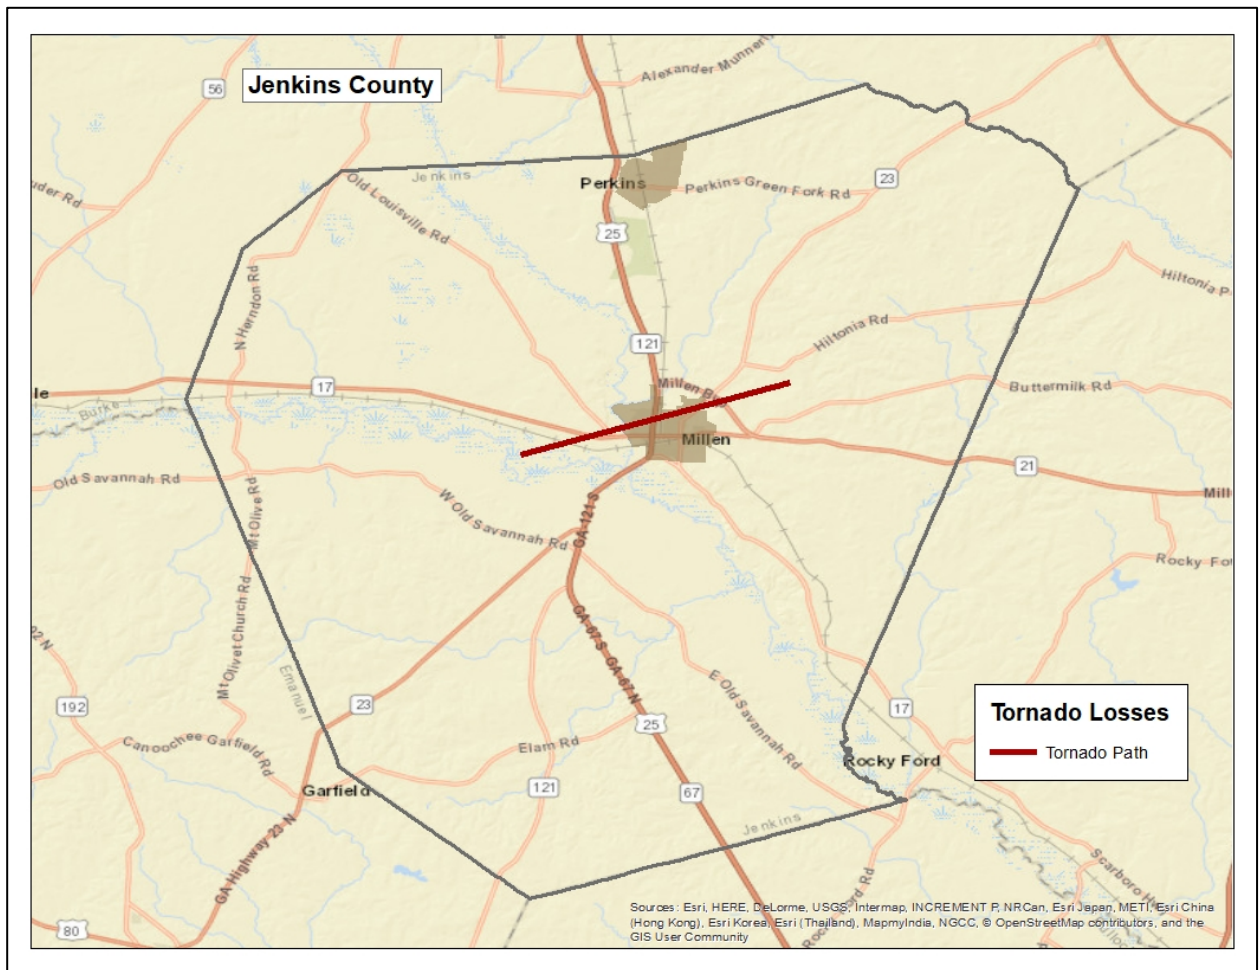 Jenkins County
56
Alexander Munner
Jenkins
Perkins
Perkins Green Fork Rd
23
Old Louisville Rd
25
Hiltonia P
N Herndon Rd
Hiltonia Rd
121
le
17
Millen Byp
Buttermilk Rd
Burke
Millen
Old Savannah Rd
21
Mill
W Old Savannah Rd
GA-121 S
Mt Olive Rd
Rocky For
Mt Olivet Church Rd
GA-67 S
GA-67 N
Emanuel
E Old Savannah Rd
192
23
17
25
Tornado Losses
Tornado Path
Canoochee Garfield Rd
Elam Rd
Rocky Ford
Garfield
121
67
Jenkins
GA Highway 23 N
Scarboro H
80
Sources: Esri, HERE, DeLorme, USGS, Intermap, INCREMENT P, NRCan, Esri Japan, METI, Esri China
(Hong Kong), Esri Korea, Esri (Thailand), MapmyIndia, NGCC, © OpenStreetMap contributors, and the
GIS User Community